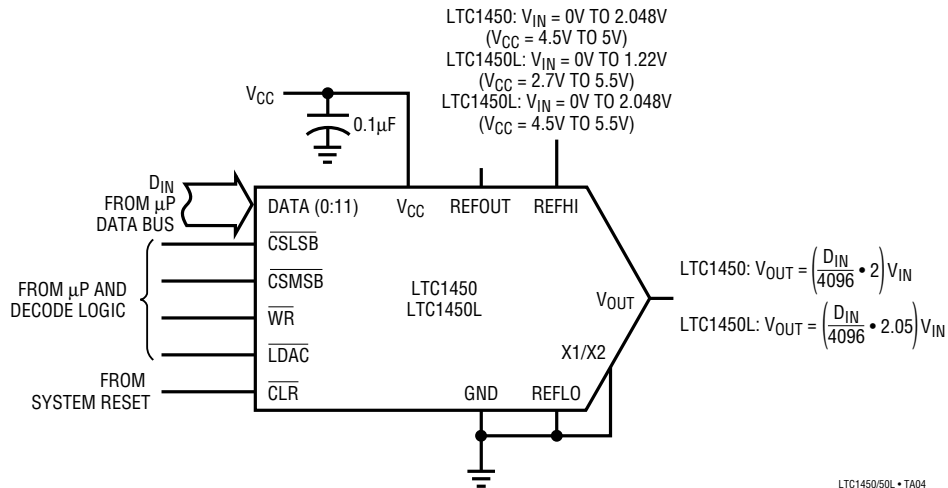 LTC1450: VIN = 0V TO 2.048V
(VCC = 4.5V TO 5V)
LTC1450L: VIN = 0V TO 1.22V
(VCC = 2.7V TO 5.5V)
LTC1450L: VIN = 0V TO 2.048V
(VCC = 4.5V TO 5.5V)
VCC
0.1µF
DIN
FROM µP
DATA BUS
DATA (0:11)
VCC
REFOUT
REFHI
CSLSB
CSMSB
WR
LDAC
CLR
FROM µP AND
DECODE LOGIC
FROM
SYSTEM RESET
LTC1450
LTC1450L
VOUT
X1/X2
GND
REFLO
LTC1450: VOUT = (DIN/4096 • 2) VIN
LTC1450L: VOUT = (DIN/4096 • 2.05) VIN
LTC1450/50L • TA04